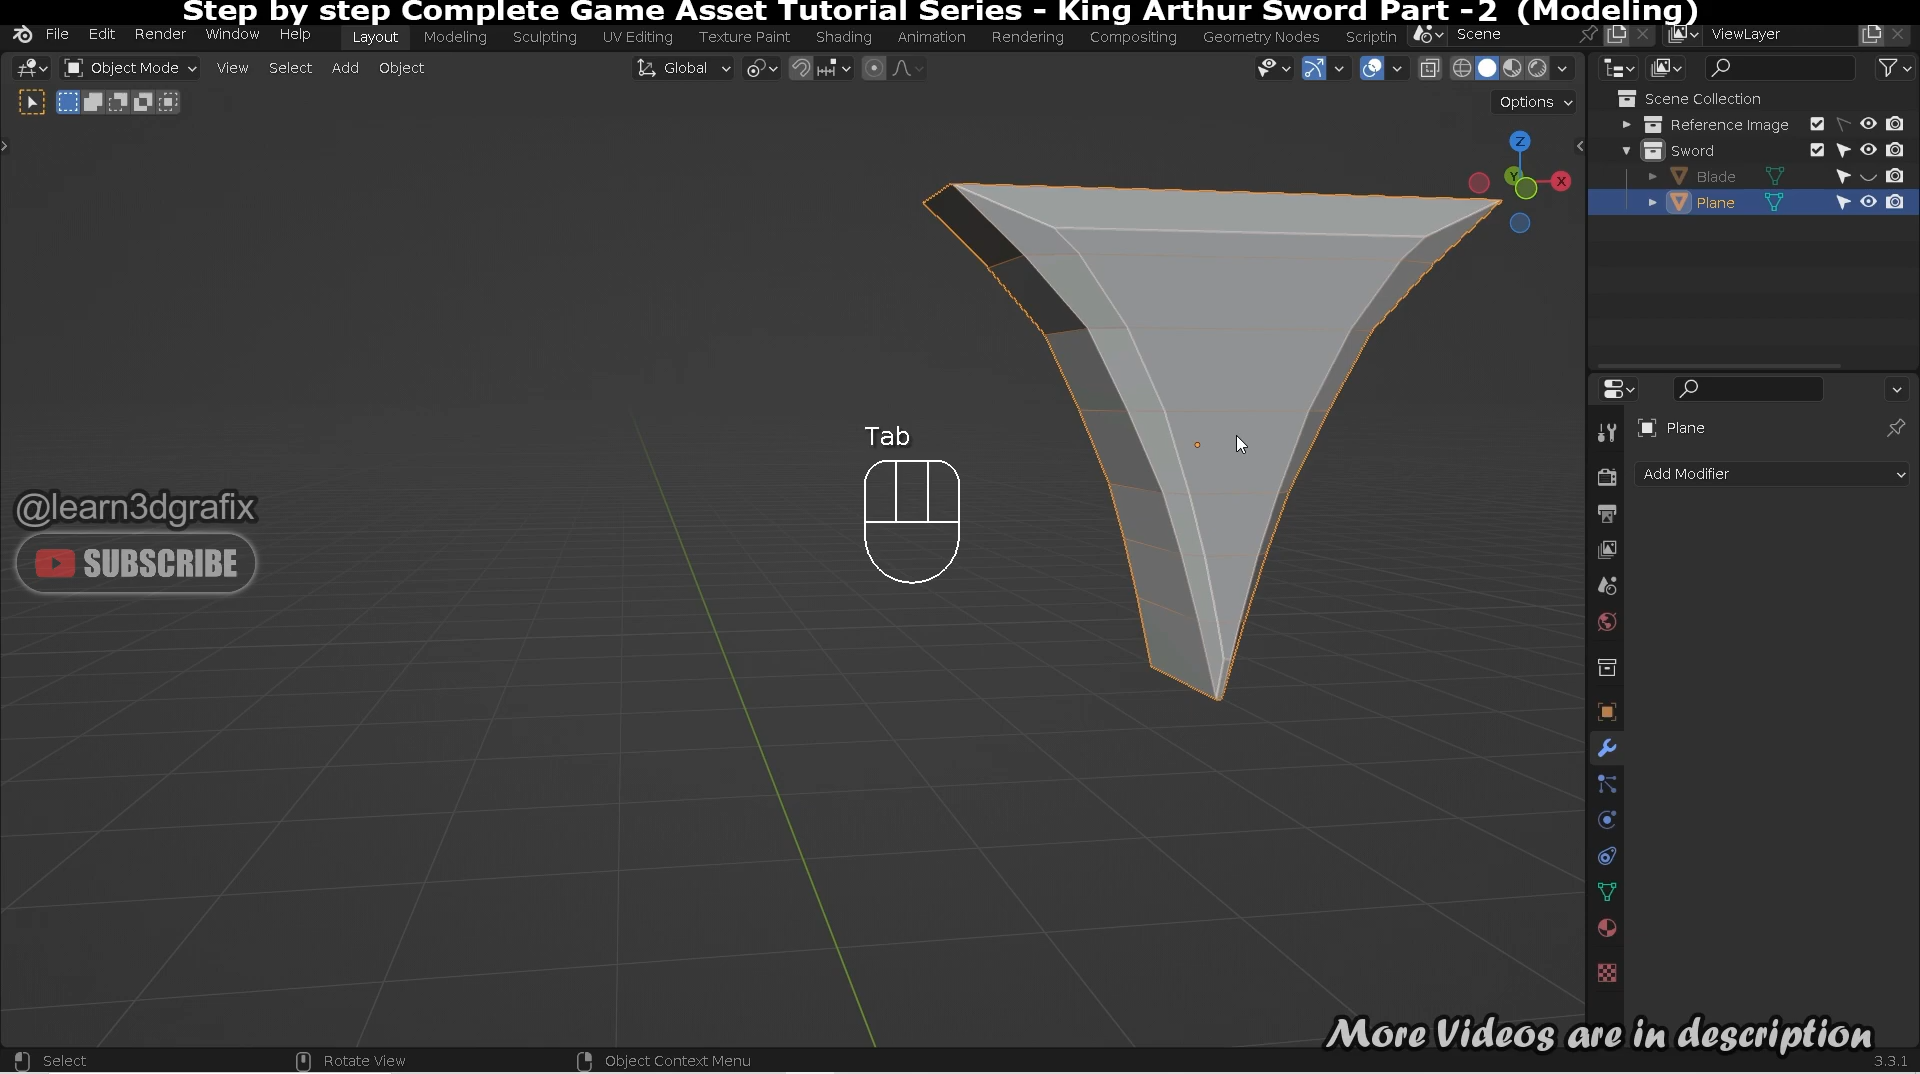 Step by step Complete Game Asset Tutorial Series - King Arthur Sword Part -2 (Modeling)
File Edit Render Window Help Layout Modeling Sculpting UV Editing Texture Paint Shading Animation Rendering Compositing Geometry Nodes Scriptin Scene ViewLayer
Object Mode View Select Add Object Global
Options
Scene Collection
Reference Image
Sword
Blade
Plane
Z
Y
X
Plane
Add Modifier
Tab
@learn3dgrafix
SUBSCRIBE
More Videos are in description
Select Rotate View Object Context Menu 3.3.1